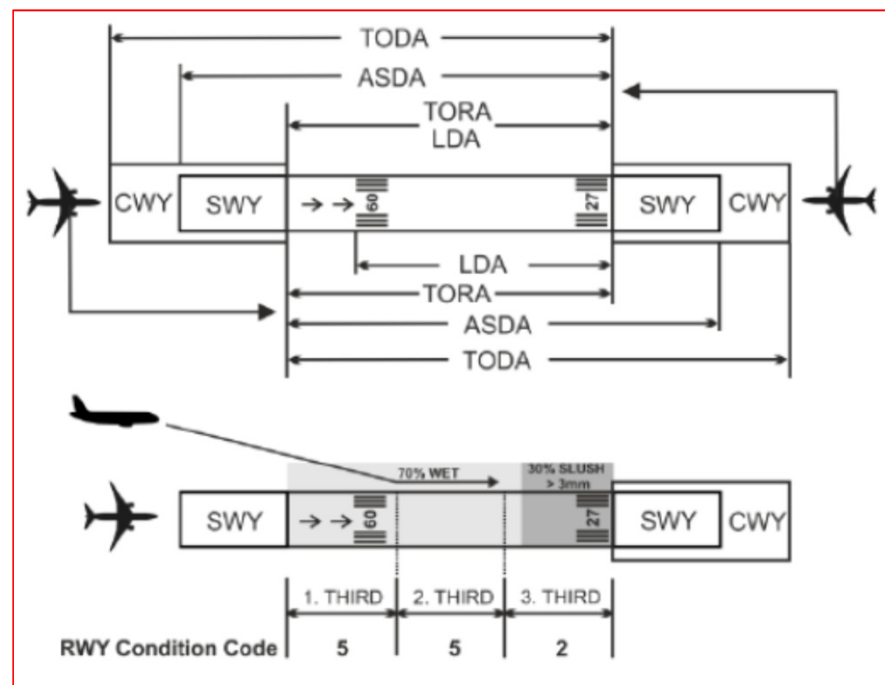 TODA
ASDA
TORA
LDA
CWY
SWY
09
27
SWY
CWY
LDA
TORA
ASDA
TODA
70% WET
30% SLUSH
> 3mm
SWY
09
27
SWY
CWY
1. THIRD
2. THIRD
3. THIRD
RWY Condition Code 5 5 2